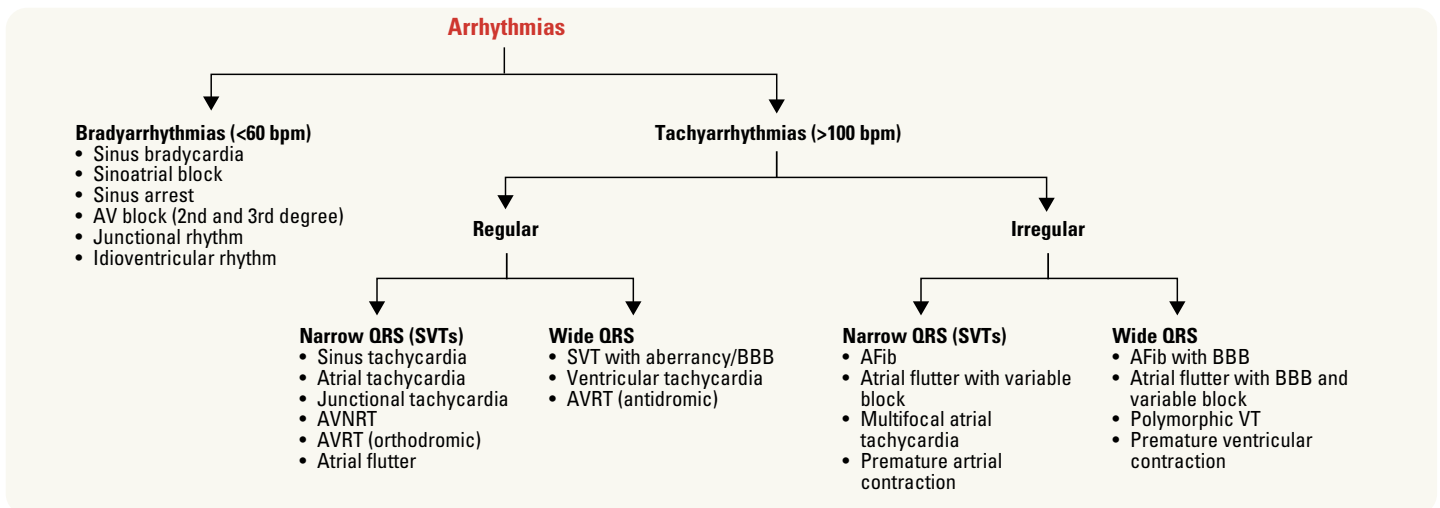 Arrhythmias
Bradyarrhythmias (<60 bpm)
• Sinus bradycardia
• Sinoatrial block
• Sinus arrest
• AV block (2nd and 3rd degree)
• Junctional rhythm
• Idioventricular rhythm
Tachyarrhythmias (>100 bpm)
Regular
Narrow QRS (SVTs)
• Sinus tachycardia
• Atrial tachycardia
• Junctional tachycardia
• AVNRT
• AVRT (orthodromic)
• Atrial flutter
Wide QRS
• SVT with aberrancy/BBB
• Ventricular tachycardia
• AVRT (antidromic)
Irregular
Narrow QRS (SVTs)
• AFib
• Atrial flutter with variable
block
• Multifocal atrial
tachycardia
• Premature artrial
contraction
Wide QRS
• AFib with BBB
• Atrial flutter with BBB and
variable block
• Polymorphic VT
• Premature ventricular
contraction